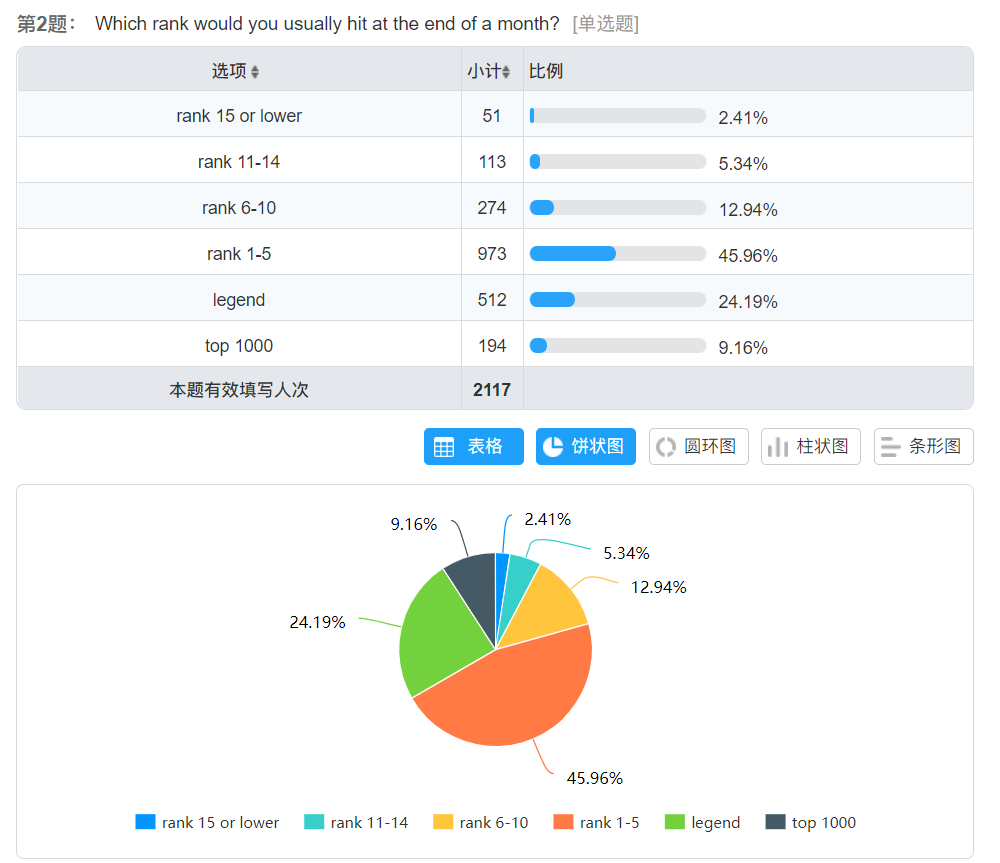 第2题: Which rank would you usually hit at the end of a month? [单选题]
选项 小计 比例
rank 15 or lower 51 2.41%
rank 11-14 113 5.34%
rank 6-10 274 12.94%
rank 1-5 973 45.96%
legend 512 24.19%
top 1000 194 9.16%
本题有效填写人次 2117
表格 饼状图 圆环图 柱状图 条形图
9.16% 2.41%
5.34%
12.94%
24.19%
45.96%
rank 15 or lower rank 11-14 rank 6-10 rank 1-5 legend top 1000